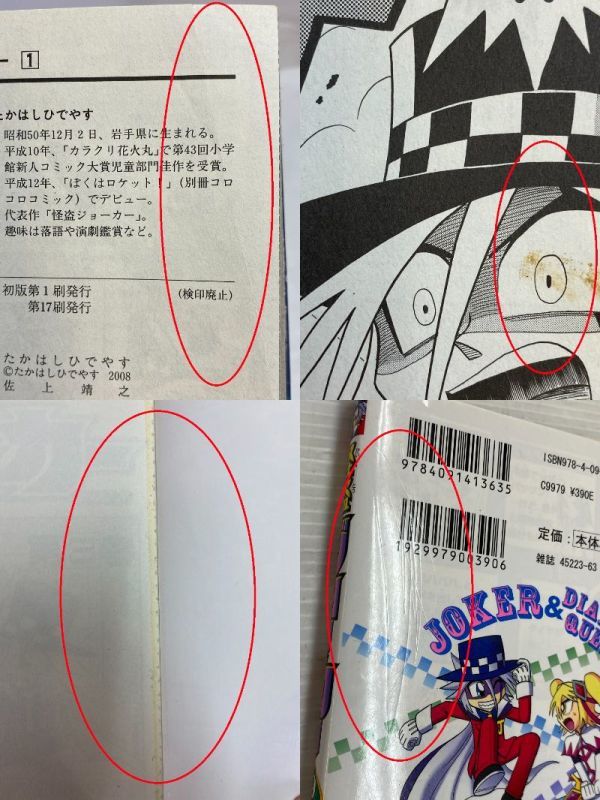 ー 1
たかはしひでやす
昭和50年12月2日、岩手県に生まれる。
平成10年、「カラクリ花火丸」で第43回小学
館新人コミック大賞児童部門佳作を受賞。
平成12年、「ぼくはロケット!」(別冊コロ
コロコミック)でデビュー。
代表作「怪盗ジョーカー」。
趣味は落語や演劇鑑賞など。
初版第1刷発行
(検印廃止)
第17刷発行
たかはしひでやす
©たかはしひでやす 2008
佐上靖之
9784091413635
ISBN978-4-09
C9979 ¥390E
1929979003906
定価:本体
雑誌 45223-63
JOKER &